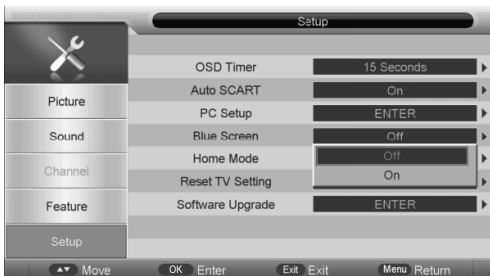 Setup
OSD Timer 15 Seconds
Auto SCART On
PC Setup ENTER
Blue Screen Off
Home Mode Off
On
Reset TV Setting
Software Upgrade ENTER
Picture
Sound
Channel
Feature
Setup
Move OK Enter Exit Exit Menu Return